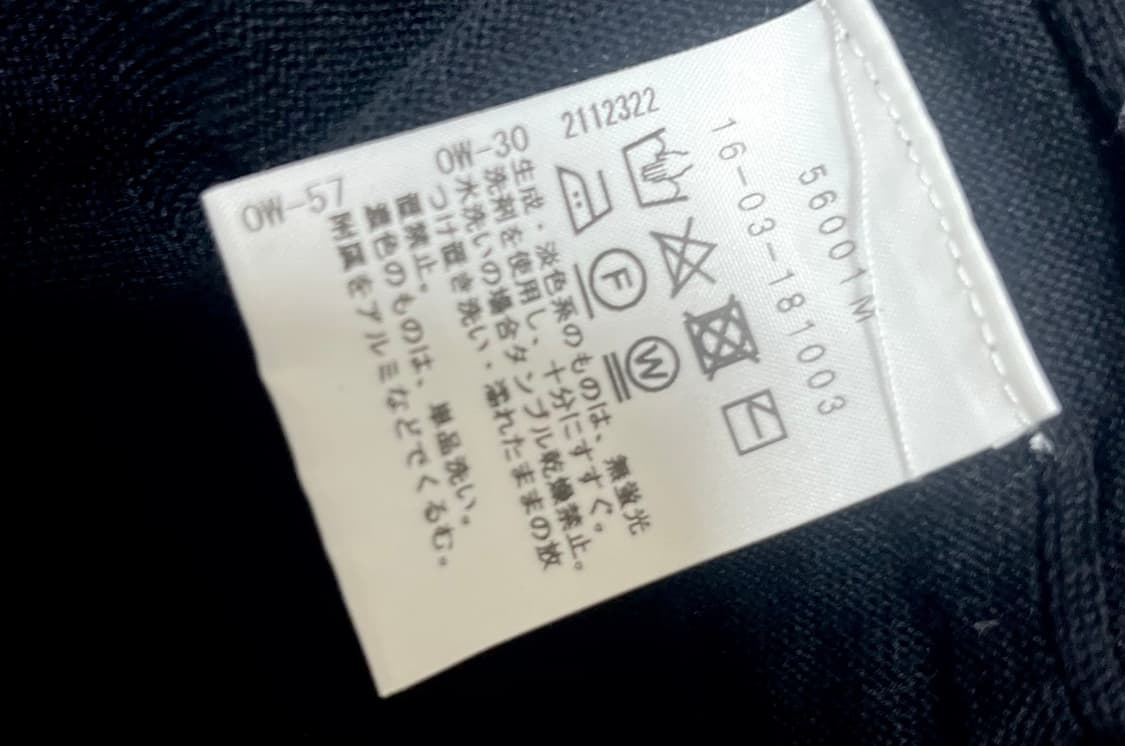 56001M
16-03-181003
2112322
F
W
OW-30
生成・淡色系のものは、無蛍光
洗剤を使用し、十分にすすぐ。
水洗いの場合タンブル乾燥禁止。
つけ置き洗い、濡れたままの放
置禁止。
濃色のものは、単品洗い。
OW-57
附属をアルミなどでくるむ。